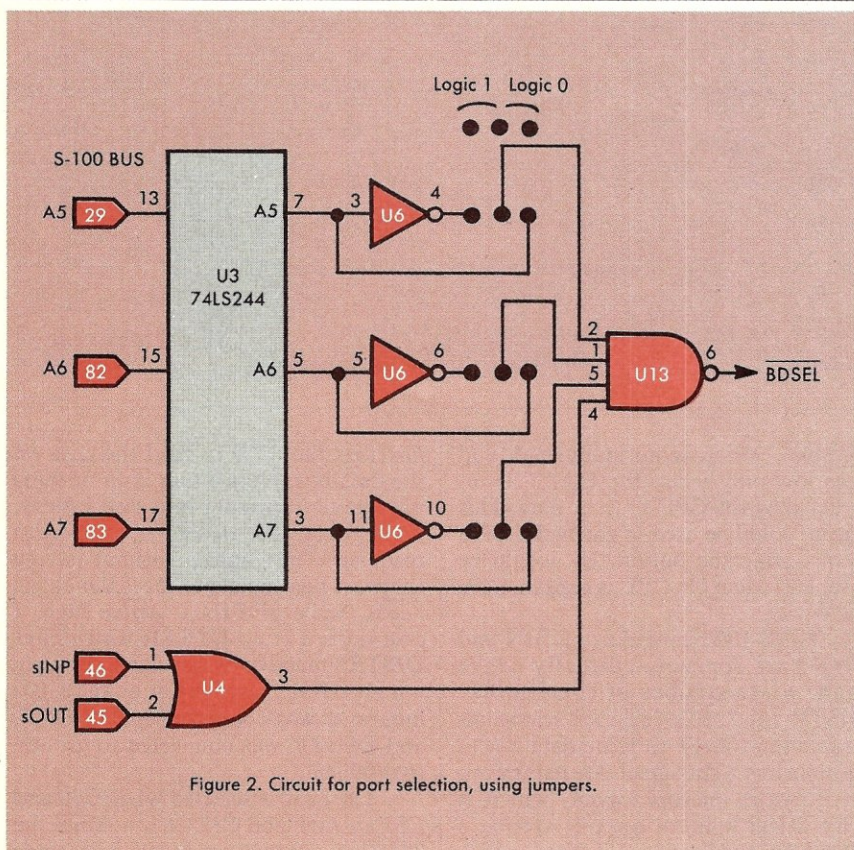 Logic 1 Logic 0
S-100 BUS
A5 29 13 A5 7 3 U6 4
U3
74LS244
A6 82 15 A6 5 5 U6 6
2
1
5
4
U13 6 BDSEL
A7 83 17 A7 3 11 U6 10
sINP 46 1
U4 3
sOUT 45 2
Figure 2. Circuit for port selection, using jumpers.